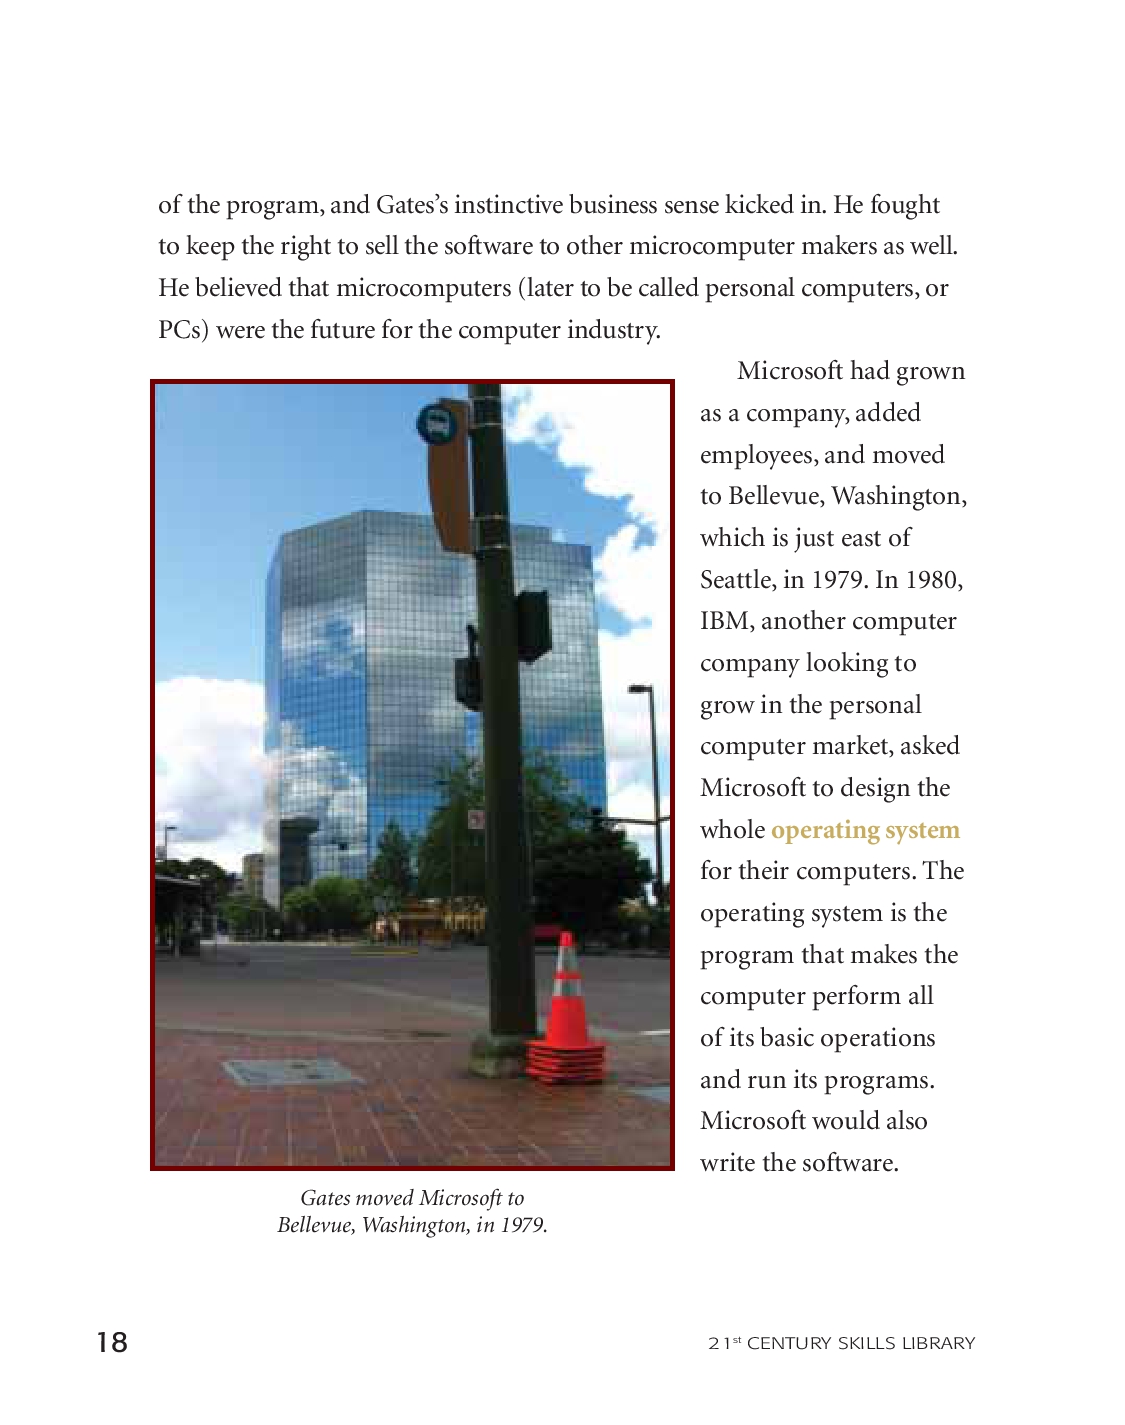 of the program, and Gates’s instinctive business sense kicked in. He fought
to keep the right to sell the software to other microcomputer makers as well.
He believed that microcomputers (later to be called personal computers, or
PCs) were the future for the computer industry.
Microsoft had grown
as a company, added
employees, and moved
to Bellevue, Washington,
which is just east of
Seattle, in 1979. In 1980,
IBM, another computer
company looking to
grow in the personal
computer market, asked
Microsoft to design the
whole operating system
for their computers. The
operating system is the
program that makes the
computer perform all
of its basic operations
and run its programs.
Microsoft would also
write the software.
Gates moved Microsoft to
Bellevue, Washington, in 1979.
18
21st CENTURY SKILLS LIBRARY